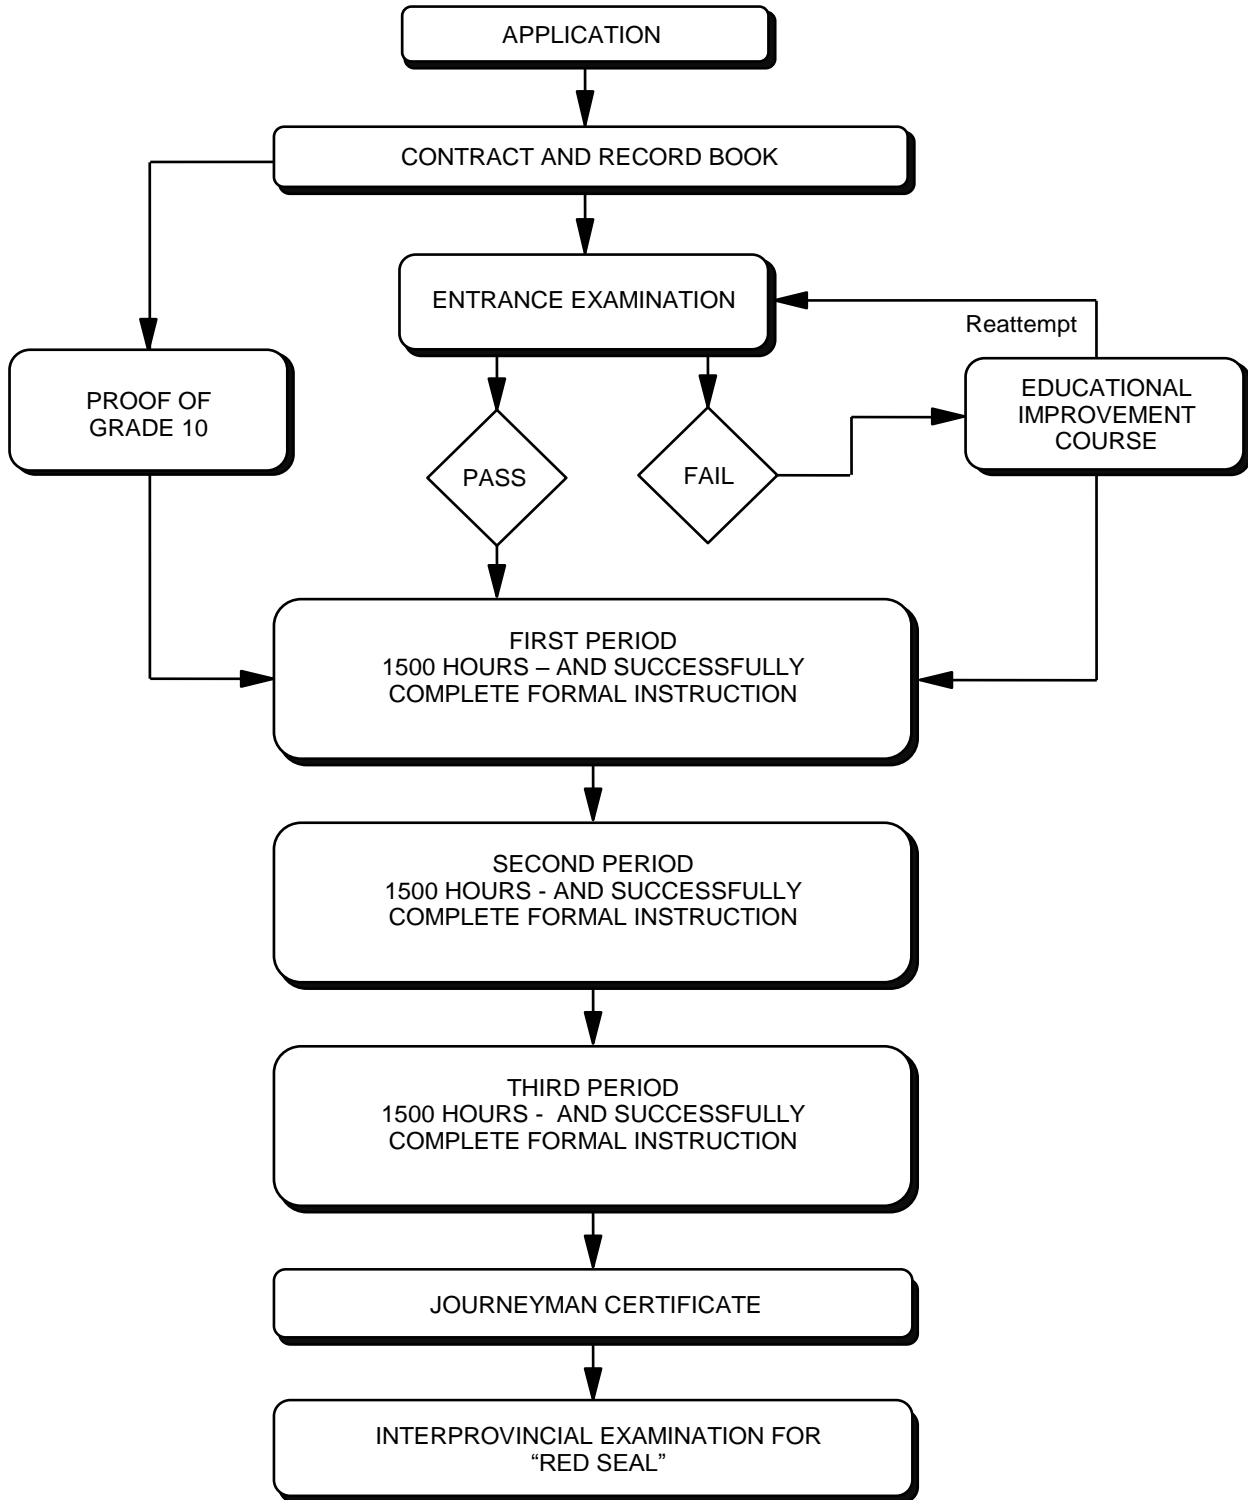 APPLICATION
CONTRACT AND RECORD BOOK
ENTRANCE EXAMINATION
Reattempt
PROOF OF
GRADE 10
EDUCATIONAL
IMPROVEMENT
COURSE
PASS
FAIL
FIRST PERIOD
1500 HOURS – AND SUCCESSFULLY
COMPLETE FORMAL INSTRUCTION
SECOND PERIOD
1500 HOURS - AND SUCCESSFULLY
COMPLETE FORMAL INSTRUCTION
THIRD PERIOD
1500 HOURS -  AND SUCCESSFULLY
COMPLETE FORMAL INSTRUCTION
JOURNEYMAN CERTIFICATE
INTERPROVINCIAL EXAMINATION FOR
“RED SEAL”